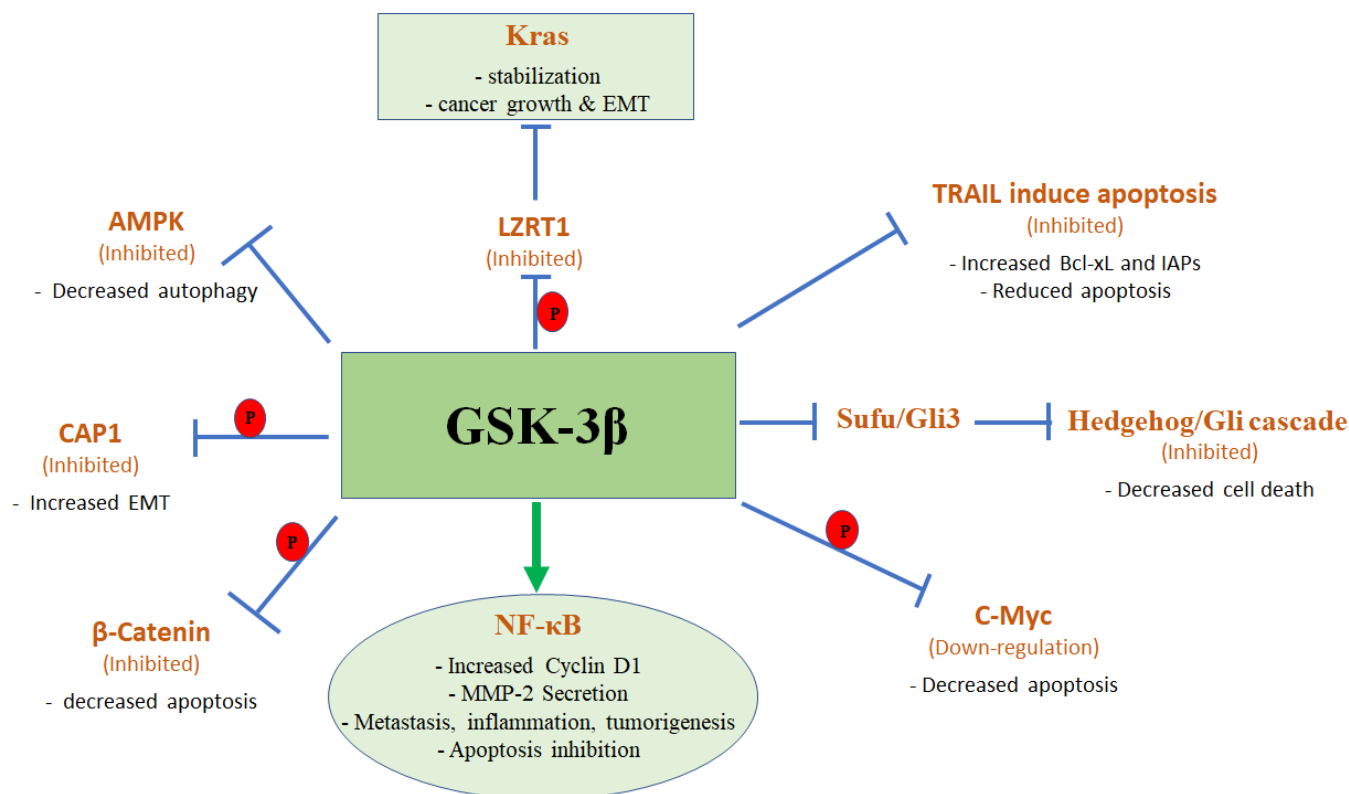 Kras
- stabilization
- cancer growth & EMT
AMPK
(Inhibited)
- Decreased autophagy
LZRT1
(Inhibited)
P
TRAIL induce apoptosis
(Inhibited)
- Increased Bcl-xL and IAPs
- Reduced apoptosis
CAP1
(Inhibited)
- Increased EMT
P
GSK-3β
Sufu/Gli3
Hedgehog/Gli cascade
(Inhibited)
- Decreased cell death
P
β-Catenin
(Inhibited)
- decreased apoptosis
NF-κB
- Increased Cyclin D1
- MMP-2 Secretion
- Metastasis, inflammation, tumorigenesis
- Apoptosis inhibition
P
C-Myc
(Down-regulation)
- Decreased apoptosis